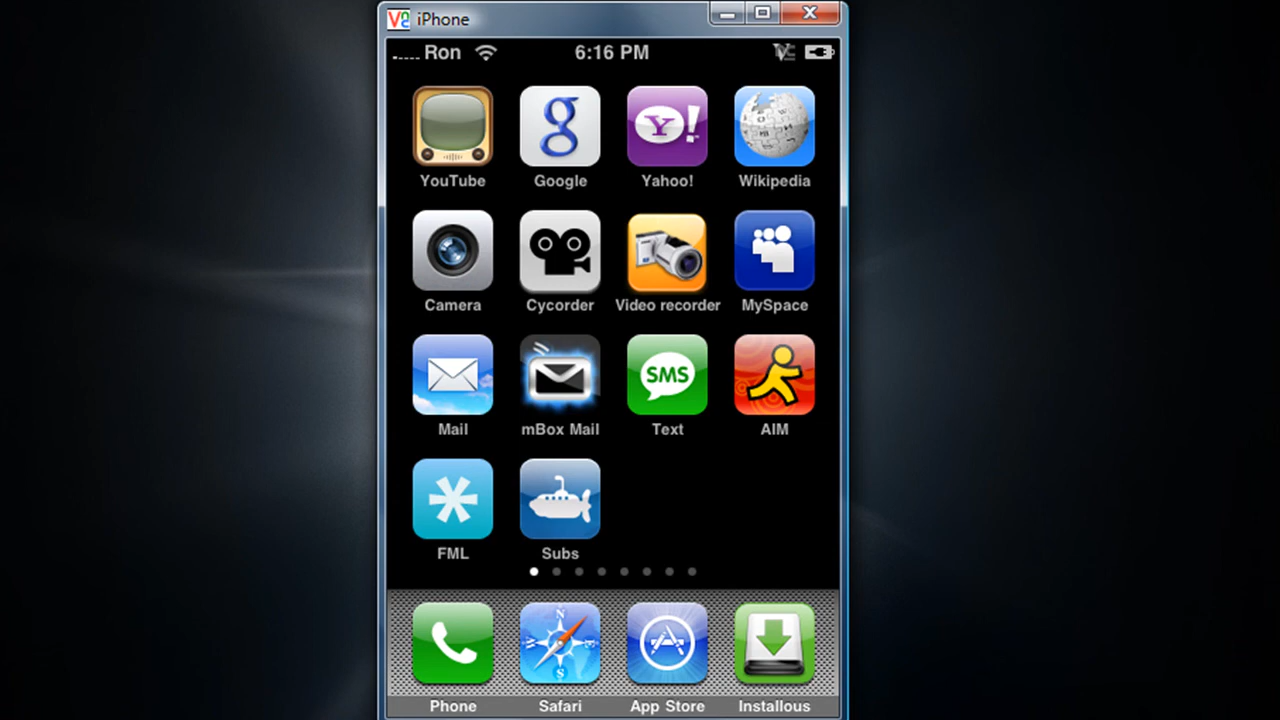 VNC iPhone
..... Ron 6:16 PM
YouTube Google Yahoo! Wikipedia
Camera Cycorder Video recorder MySpace
SMS
Mail mBox Mail Text AIM
FML Subs
Phone Safari App Store Installous